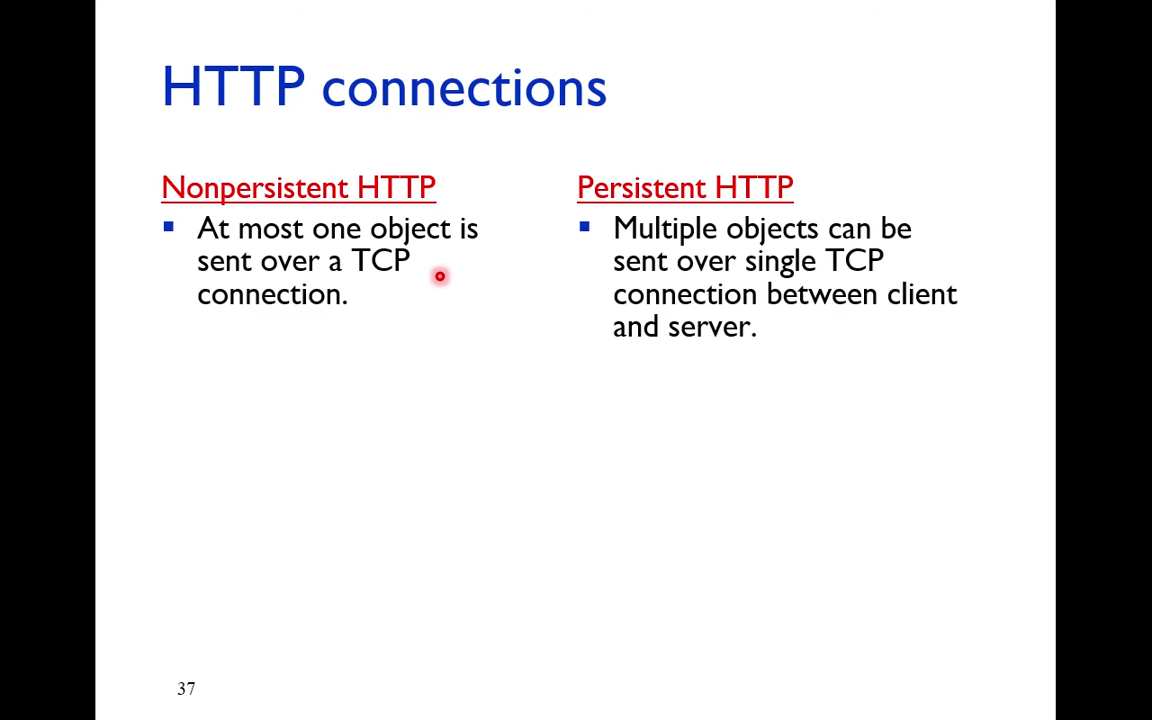 HTTP connections
Nonpersistent HTTP
▪ At most one object is
sent over a TCP
connection.
Persistent HTTP
▪ Multiple objects can be
sent over single TCP
connection between client
and server.
37